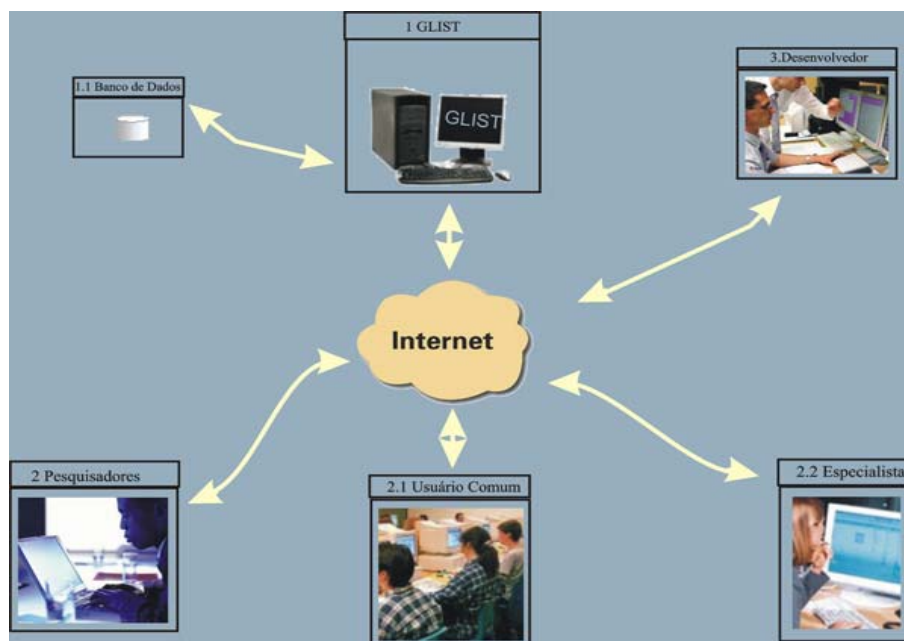 1 GLIST
3.Desenvolvedor
1.1 Banco de Dados
GLIST
Internet
2 Pesquisadores
2.1 Usuário Comum
2.2 Especialista